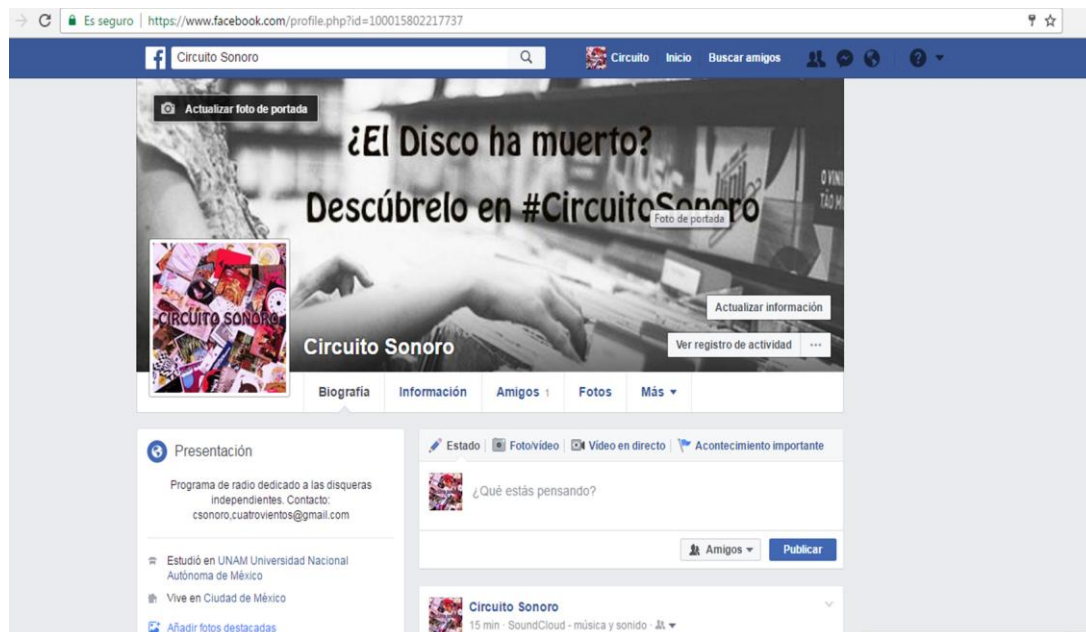 Es seguro | https://www.facebook.com/profile.php?id=100015802217737
Circuito Sonoro
Circuito Inicio Buscar amigos
Actualizar foto de portada
¿El Disco ha muerto?
Descúbrelo en #CircuitoSonoro
Foto de portada
O VINI
TÃO M
CIRCUITO SONORO
Actualizar información
Ver registro de actividad ...
Circuito Sonoro
Biografía Información Amigos 1 Fotos Más
Presentación
Programa de radio dedicado a las disqueras
independientes. Contacto:
csonoro,cuatrovientos@gmail.com
Estudió en UNAM Universidad Nacional
Autónoma de México
Vive en Ciudad de México
Añadir fotos destacadas
Estado Foto/vídeo Vídeo en directo Acontecimiento importante
¿Qué estás pensando?
Amigos Publicar
Circuito Sonoro
15 min · SoundCloud - música y sonido ·